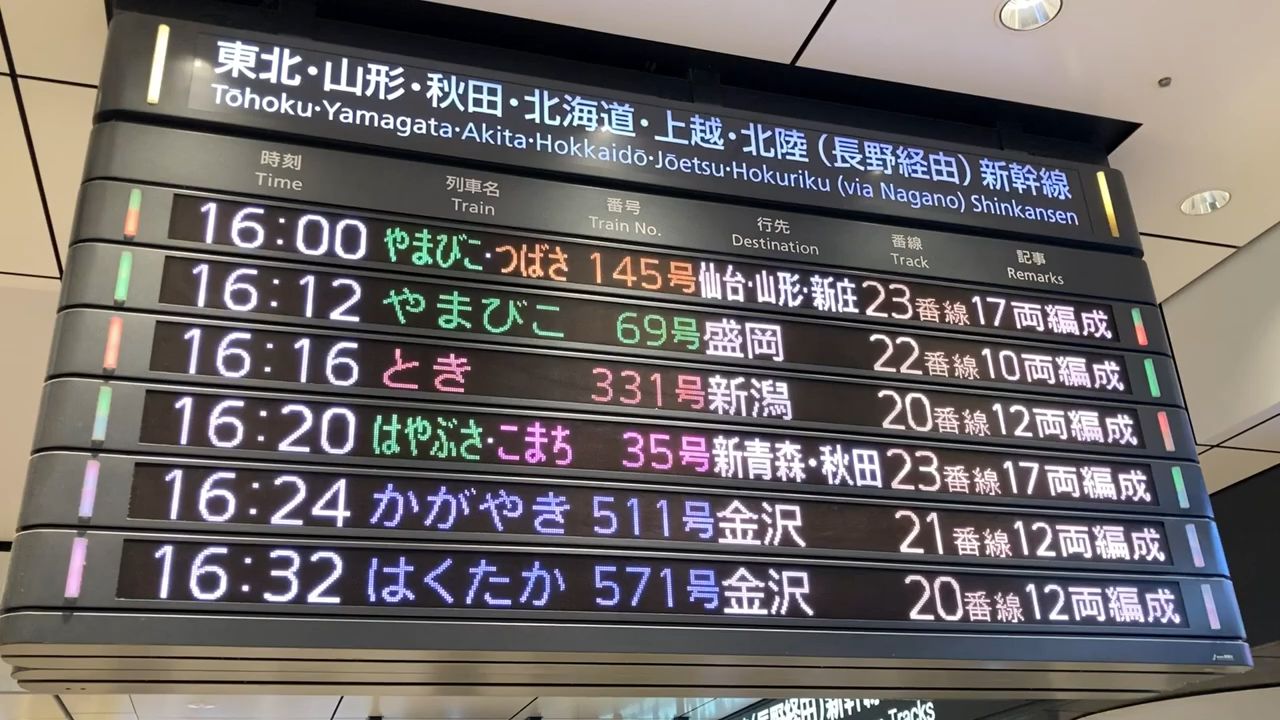 東北・山形・秋田・北海道・上越・北陸（長野経由）新幹線
Tōhoku・Yamagata・Akita・Hokkaidō・Jōetsu・Hokuriku (via Nagano) Shinkansen
時刻 列車名 番号 行先 番線 記事
Time Train Train No. Destination Track Remarks
16:00 やまびこ・つばさ 145号 仙台・山形・新庄 23番線 17両編成
16:12 やまびこ 69号 盛岡 22番線 10両編成
16:16 とき 331号 新潟 20番線 12両編成
16:20 はやぶさ・こまち 35号 新青森・秋田 23番線 17両編成
16:24 かがやき 511号 金沢 21番線 12両編成
16:32 はくたか 571号 金沢 20番線 12両編成
(長野経由)新幹線
Tracks